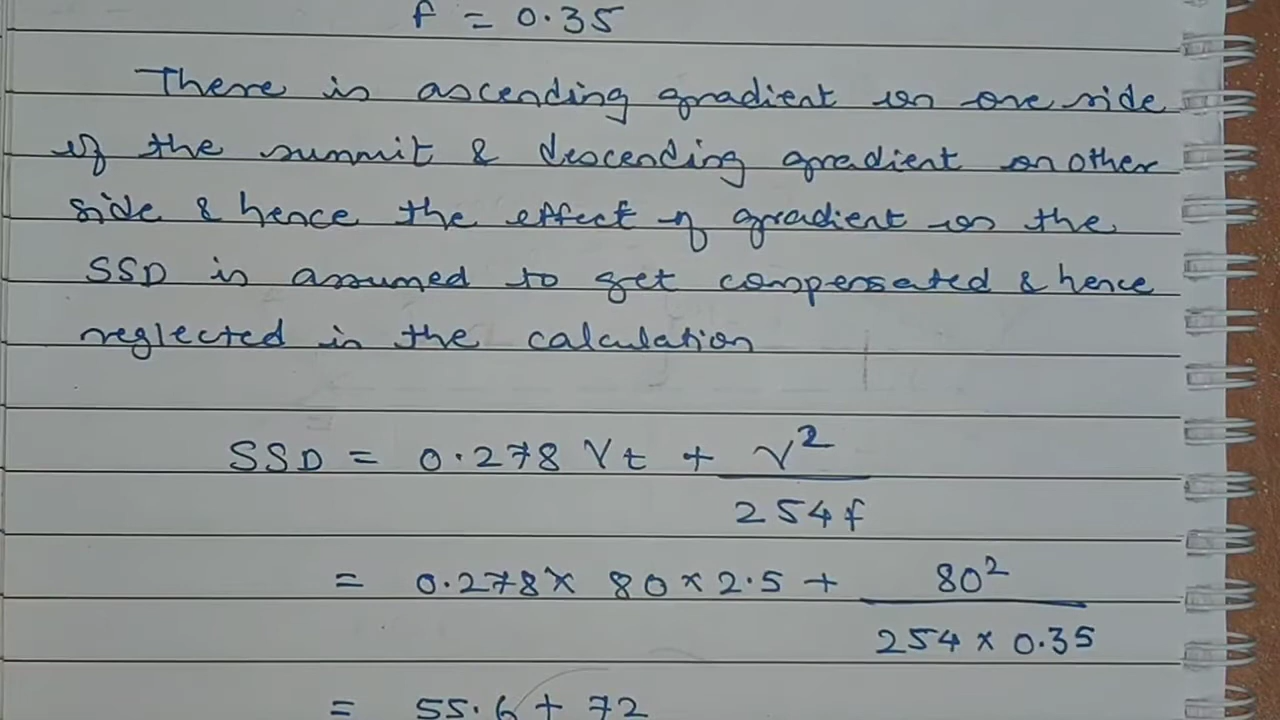 f = 0.35
There is ascending gradient on one side
of the summit & descending gradient on other
side & hence the effect of gradient on the
SSD is assumed to get compensated & hence
neglected in the calculation
SSD = 0.278 Vt + V²
254f
= 0.278 × 80 × 2.5 + 80²
254 × 0.35
= 55.6 + 72